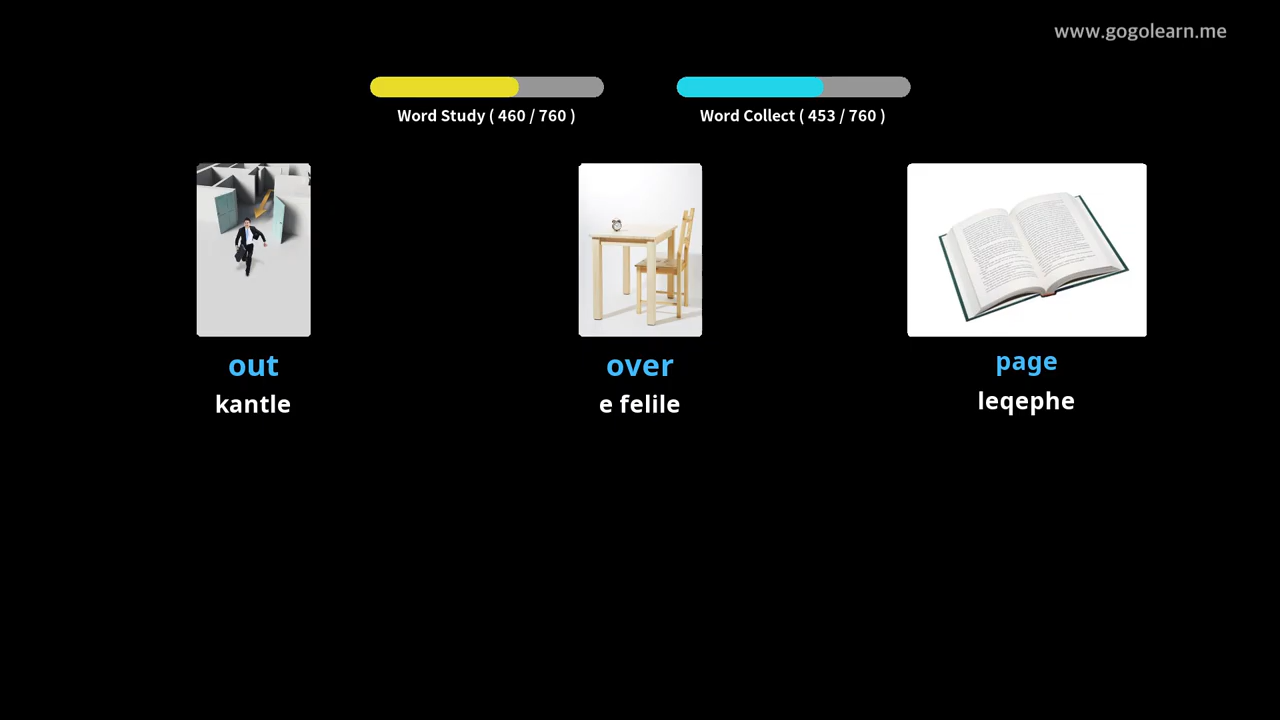 www.gogolearn.me
Word Study ( 460 / 760 )
Word Collect ( 453 / 760 )
out
kantle
over
e felile
page
leqephe